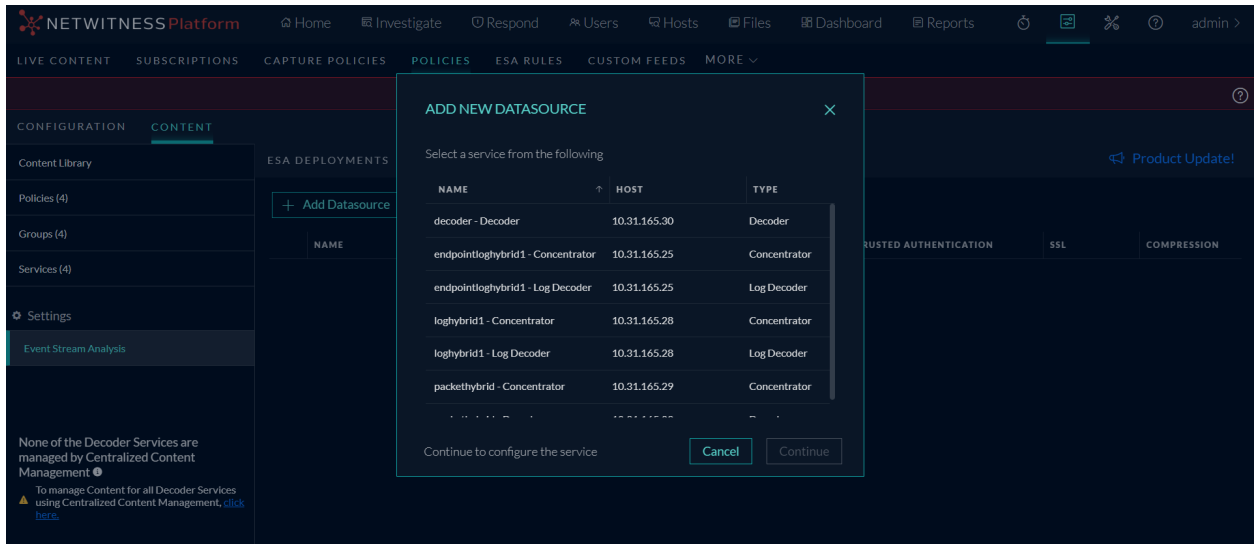 NETWITNESS Platform
Home Investigate Respond Users Hosts Files Dashboard Reports admin >
LIVE CONTENT SUBSCRIPTIONS CAPTURE POLICIES POLICIES ESA RULES CUSTOM FEEDS MORE
CONFIGURATION CONTENT
Content Library
Policies (4)
Groups (4)
Services (4)
Settings
Event Stream Analysis
None of the Decoder Services are
managed by Centralized Content
Management
To manage Content for all Decoder Services
using Centralized Content Management, click
here.
ESA DEPLOYMENTS
Product Update!
+ Add Datasource
NAME RUSTED AUTHENTICATION SSL COMPRESSION
ADD NEW DATASOURCE
Select a service from the following
NAME ↑ HOST TYPE
decoder - Decoder 10.31.165.30 Decoder
endpointloghybrid1 - Concentrator 10.31.165.25 Concentrator
endpointloghybrid1 - Log Decoder 10.31.165.25 Log Decoder
loghybrid1 - Concentrator 10.31.165.28 Concentrator
loghybrid1 - Log Decoder 10.31.165.28 Log Decoder
packethybrid - Concentrator 10.31.165.29 Concentrator
Continue to configure the service
Cancel Continue